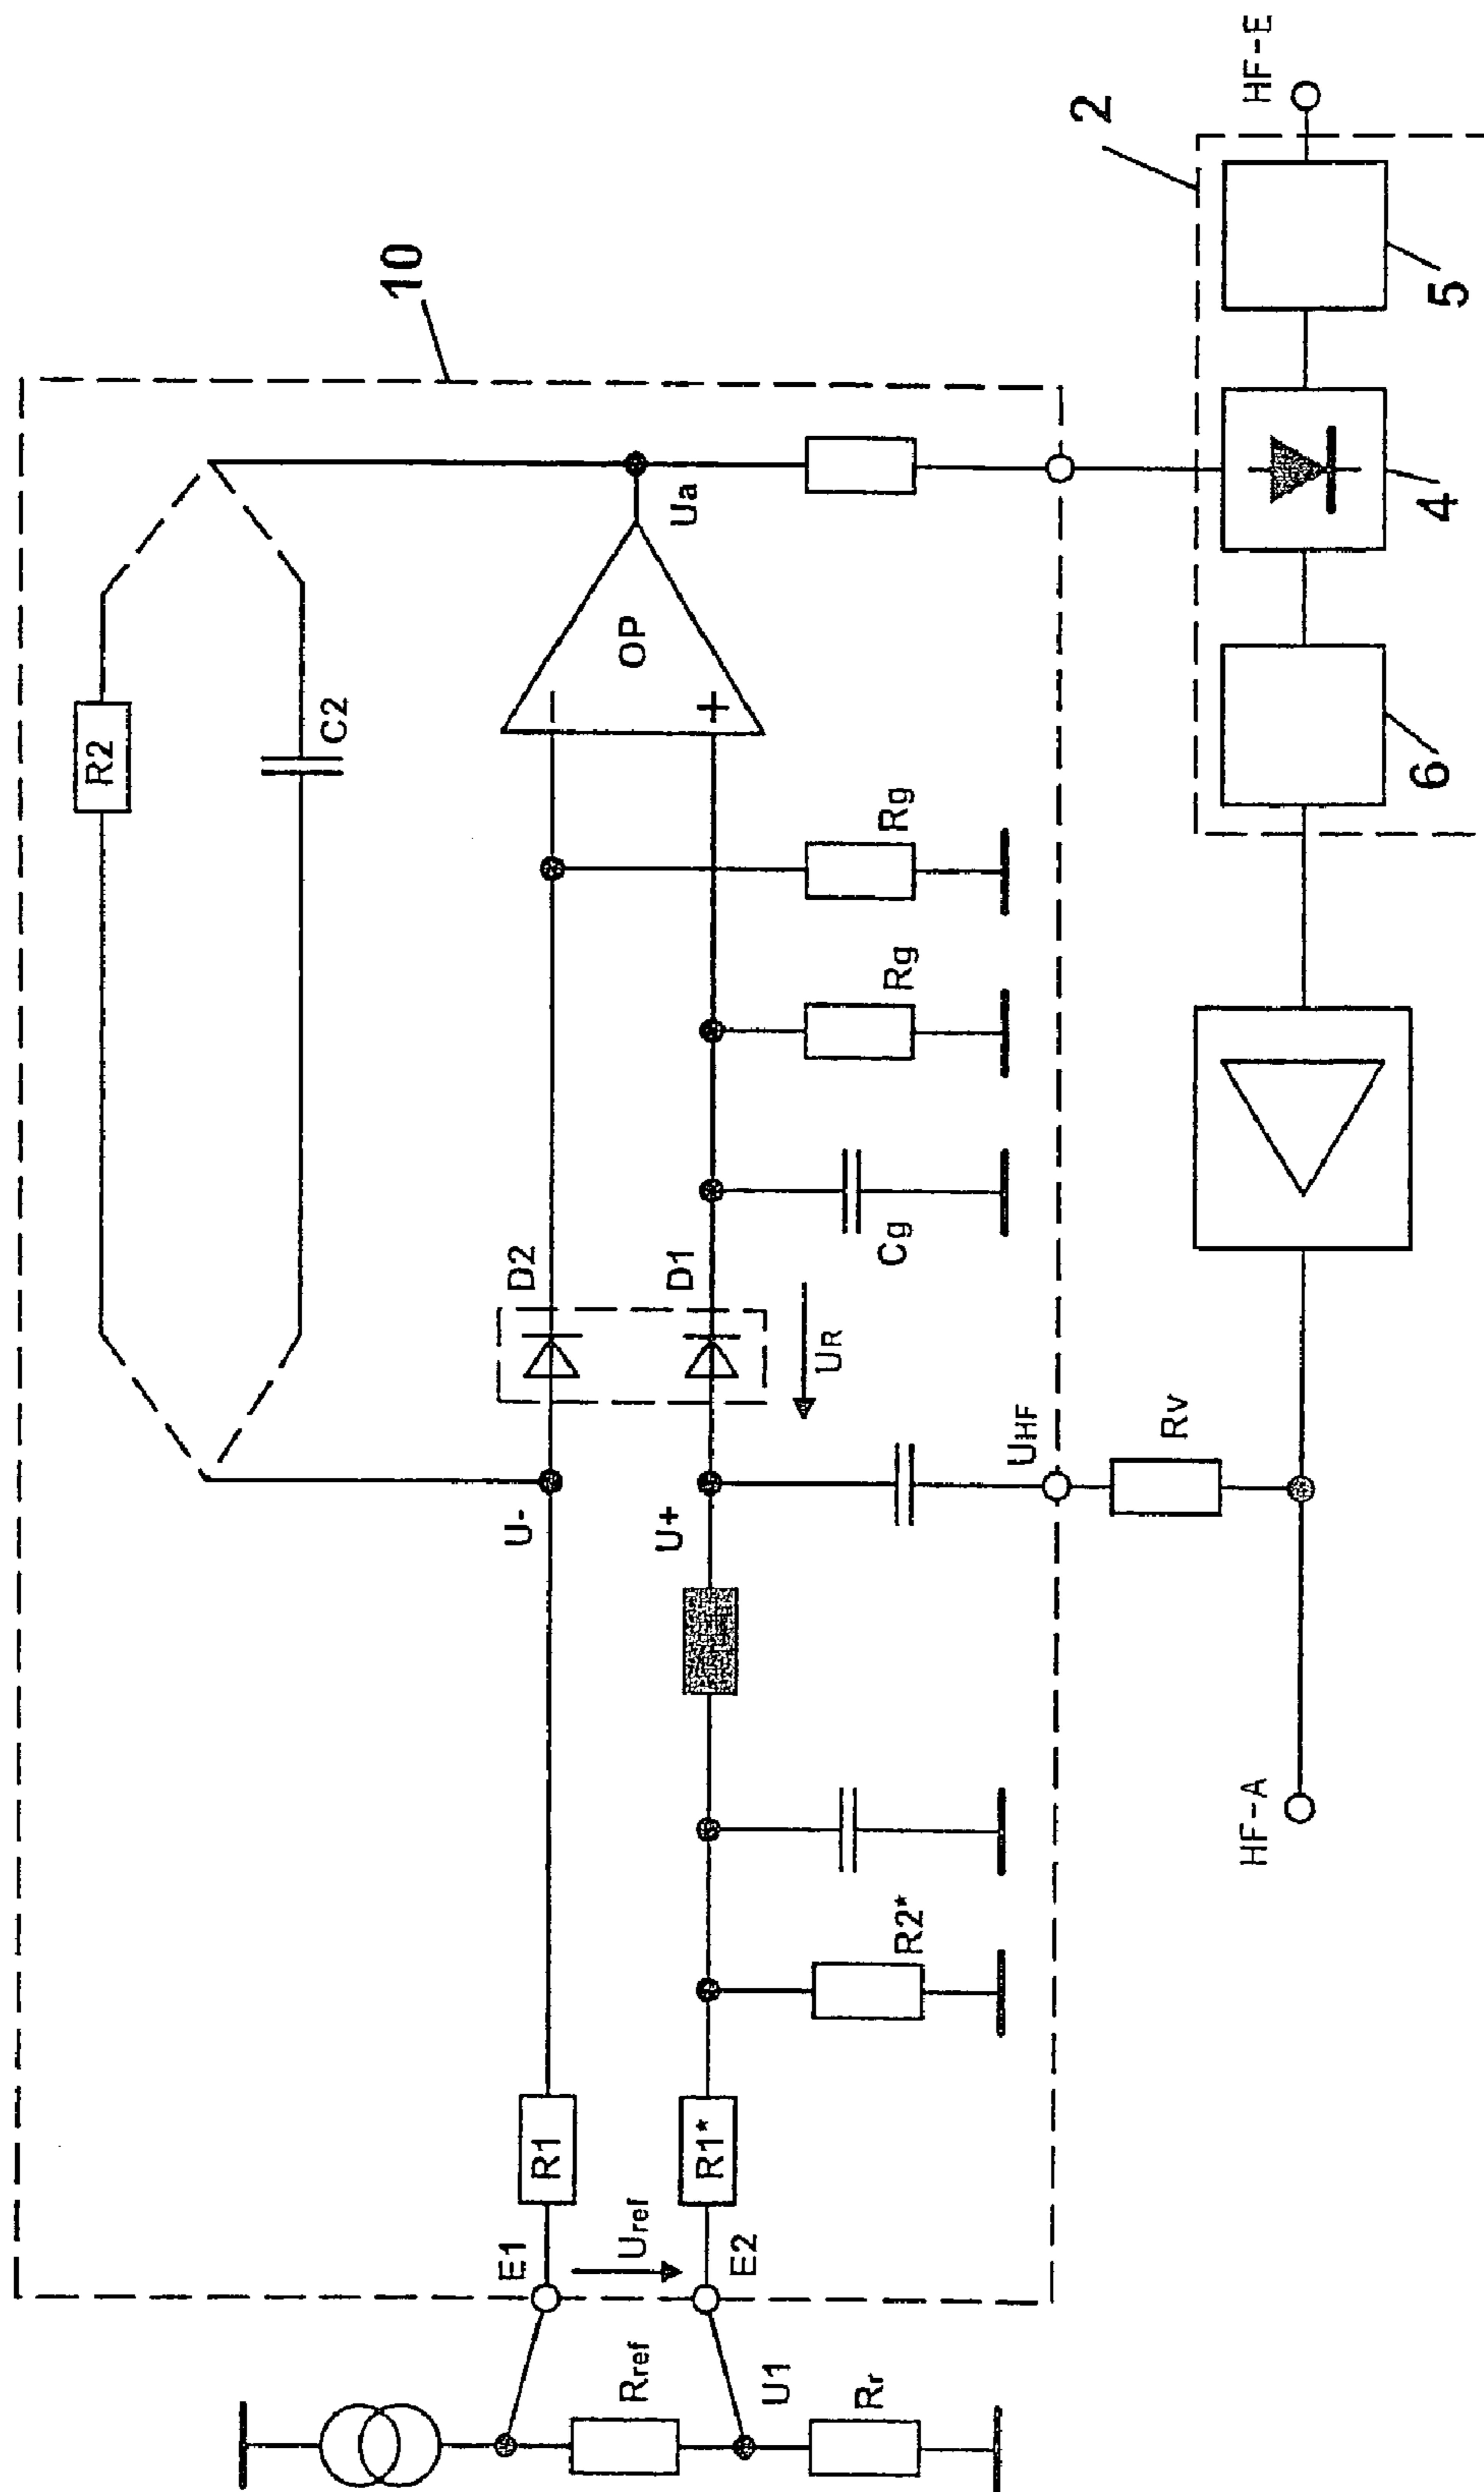 10
R2
C2
OP
Ua
D2
U-
R1
E1
Uref
Rref
D1
U+
R1*
E2
U1
Rg
Rg
Cg
UR
R2*
Rr
UHF
Rv
2
HF-E
HF-A
5
4
6